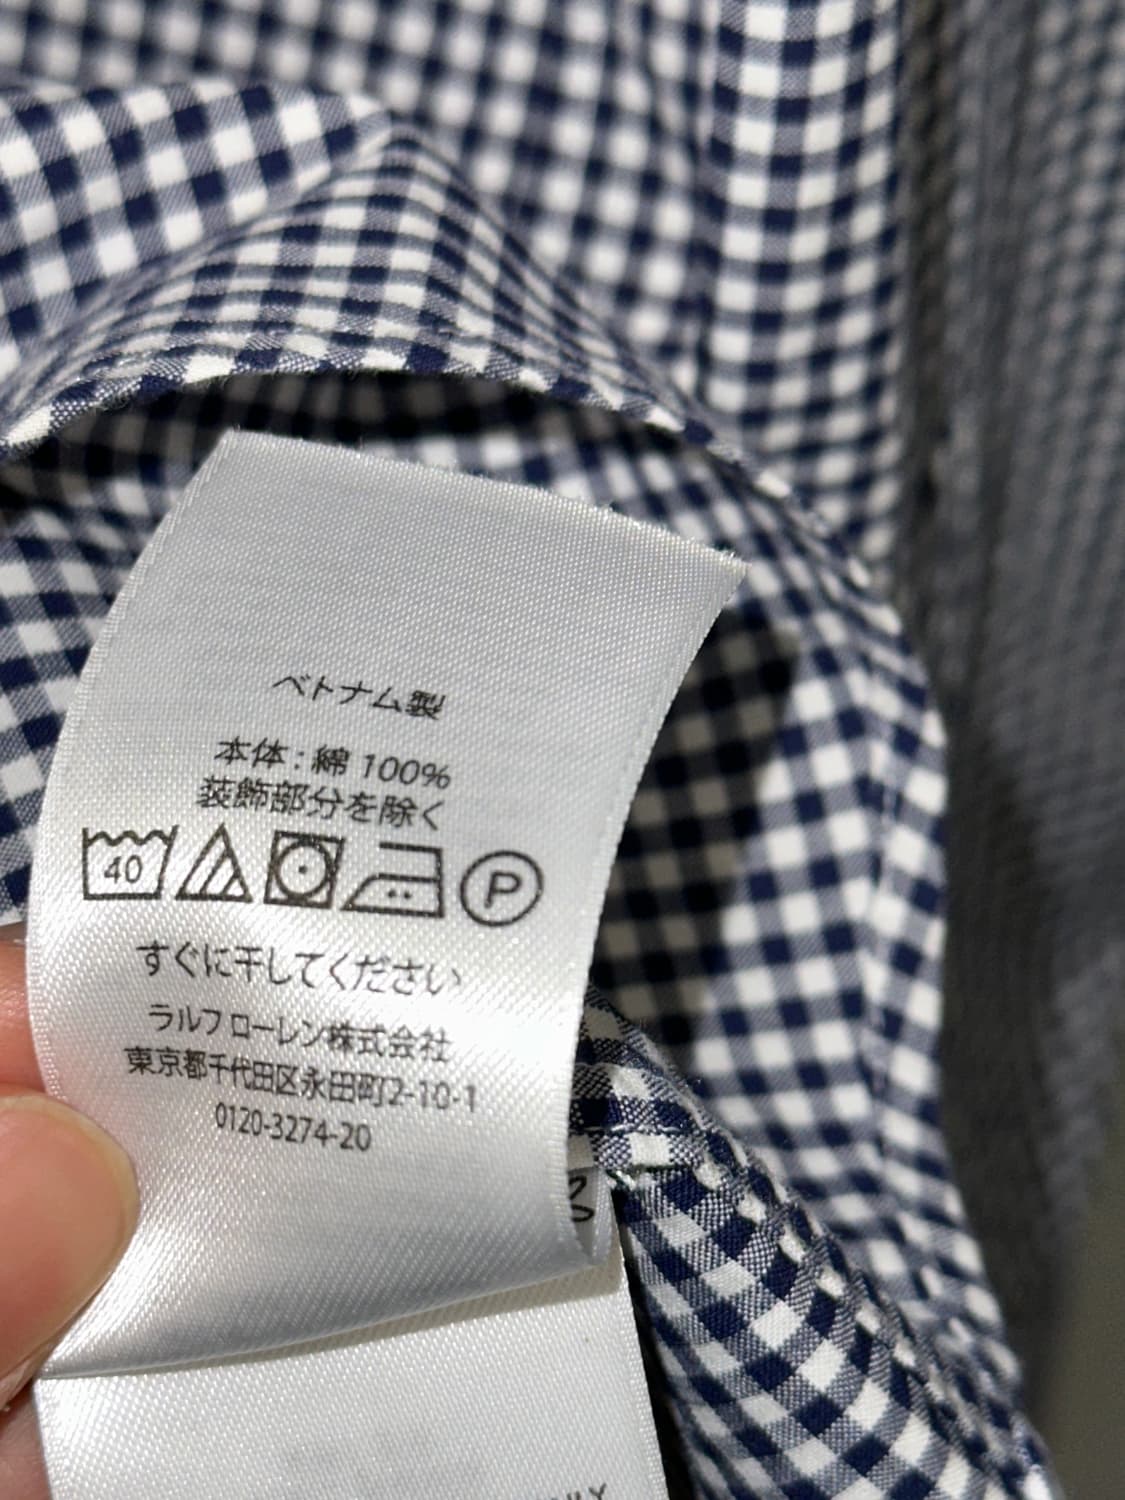 ベトナム製
本体:綿 100%
装飾部分を除く
40 P
すぐに干してください
ラルフ ローレン株式会社
東京都千代田区永田町2-10-1
0120-3274-20